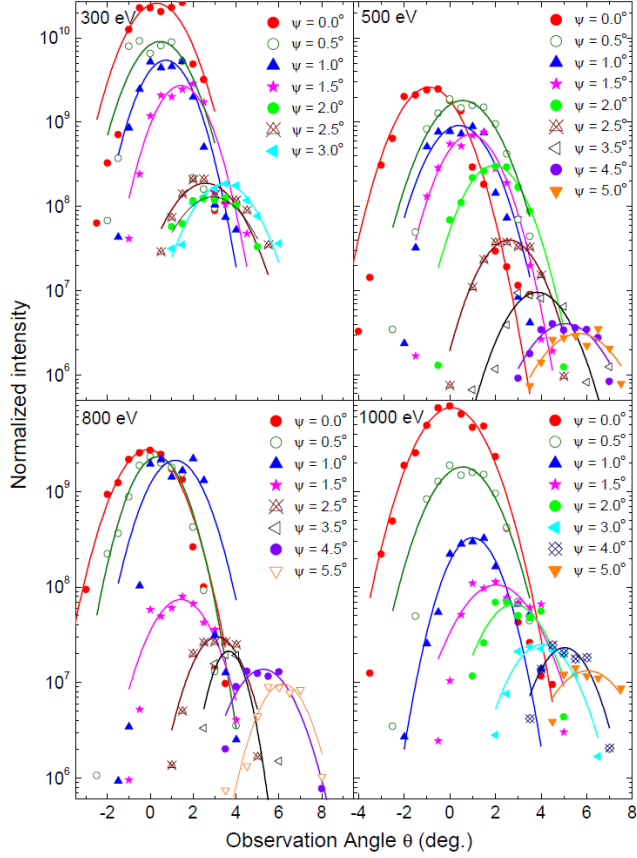 300 eV
ψ = 0.0°
ψ = 0.5°
ψ = 1.0°
ψ = 1.5°
ψ = 2.0°
ψ = 2.5°
ψ = 3.0°
500 eV
ψ = 0.0°
ψ = 0.5°
ψ = 1.0°
ψ = 1.5°
ψ = 2.0°
ψ = 2.5°
ψ = 3.5°
ψ = 4.5°
ψ = 5.0°
10¹⁰
10⁹
10⁸
10⁷
10⁶
Normalized intensity
800 eV
ψ = 0.0°
ψ = 0.5°
ψ = 1.0°
ψ = 1.5°
ψ = 2.5°
ψ = 3.5°
ψ = 4.5°
ψ = 5.5°
1000 eV
ψ = 0.0°
ψ = 0.5°
ψ = 1.0°
ψ = 1.5°
ψ = 2.0°
ψ = 3.0°
ψ = 4.0°
ψ = 5.0°
10⁹
10⁸
10⁷
10⁶
-2 0 2 4 6 8 -4 -2 0 2 4 6 8
Observation Angle θ (deg.)